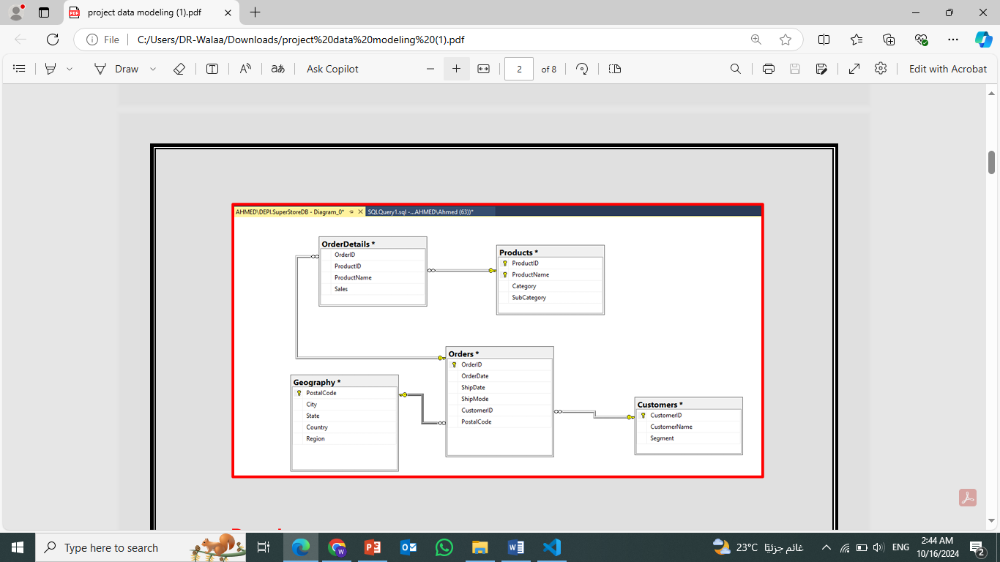 project data modeling (1).pdf
File
C:/Users/DR-Walaa/Downloads/project%20data%20modeling%20(1).pdf
Draw
aあ
Ask Copilot
2
of 8
Edit with Acrobat
AHMED\DEPI.SuperStoreDB - Diagram_0*
SQLQuery1.sql -...AHMED\Ahmed (63))*
OrderDetails *
OrderID
ProductID
ProductName
Sales
Products *
ProductID
ProductName
Category
SubCategory
Orders *
OrderID
OrderDate
ShipDate
ShipMode
CustomerID
PostalCode
Geography *
PostalCode
City
State
Country
Region
Customers *
CustomerID
CustomerName
Segment
Type here to search
23°C
غائم جزئيًا
ENG
2:44 AM
10/16/2024
2